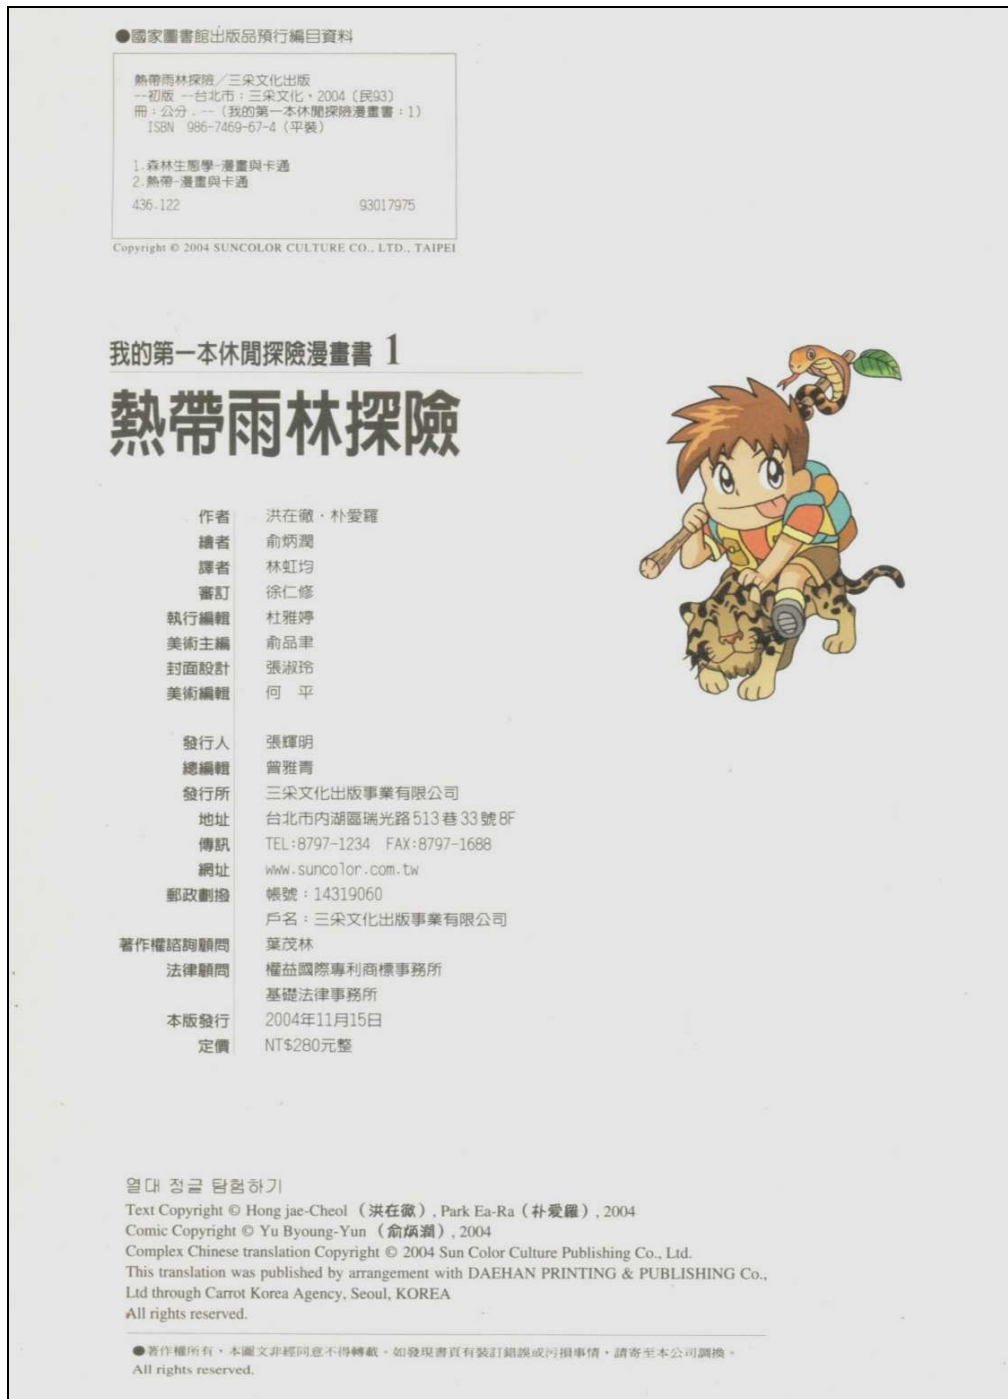 ●國家圖書館出版品預行編目資料
熱帶雨林探險／三采文化出版
--初版 --台北市：三采文化，2004〔民93〕
冊：公分．--（我的第一本休閒探險漫畫書：1）
ISBN 986-7469-67-4（平裝）
1.森林生態學-漫畫與卡通
2.熱帶-漫畫與卡通
436.122 93017975
Copyright © 2004 SUNCOLOR CULTURE CO., LTD., TAIPEI
我的第一本休閒探險漫畫書 1
熱帶雨林探險
作者 洪在徹・朴愛羅
繪者 俞炳潤
譯者 林虹均
審訂 徐仁修
執行編輯 杜雅婷
美術主編 俞品聿
封面設計 張淑玲
美術編輯 何 平
發行人 張輝明
總編輯 曾雅青
發行所 三采文化出版事業有限公司
地址 台北市內湖區瑞光路513巷33號8F
傳訊 TEL:8797-1234 FAX:8797-1688
網址 www.suncolor.com.tw
郵政劃撥 帳號：14319060
戶名：三采文化出版事業有限公司
著作權諮詢顧問 葉茂林
法律顧問 權益國際專利商標事務所
基礎法律事務所
本版發行 2004年11月15日
定價 NT$280元整
열대 정글 탐험하기
Text Copyright © Hong jae-Cheol（洪在徹）, Park Ea-Ra（朴愛羅）, 2004
Comic Copyright © Yu Byoung-Yun（俞炳潤）, 2004
Complex Chinese translation Copyright © 2004 Sun Color Culture Publishing Co., Ltd.
This translation was published by arrangement with DAEHAN PRINTING & PUBLISHING Co.,
Ltd through Carrot Korea Agency, Seoul, KOREA
All rights reserved.
●著作權所有，本圖文非經同意不得轉載。如發現書頁有裝訂錯誤或污損事情，請寄至本公司調換。
All rights reserved.